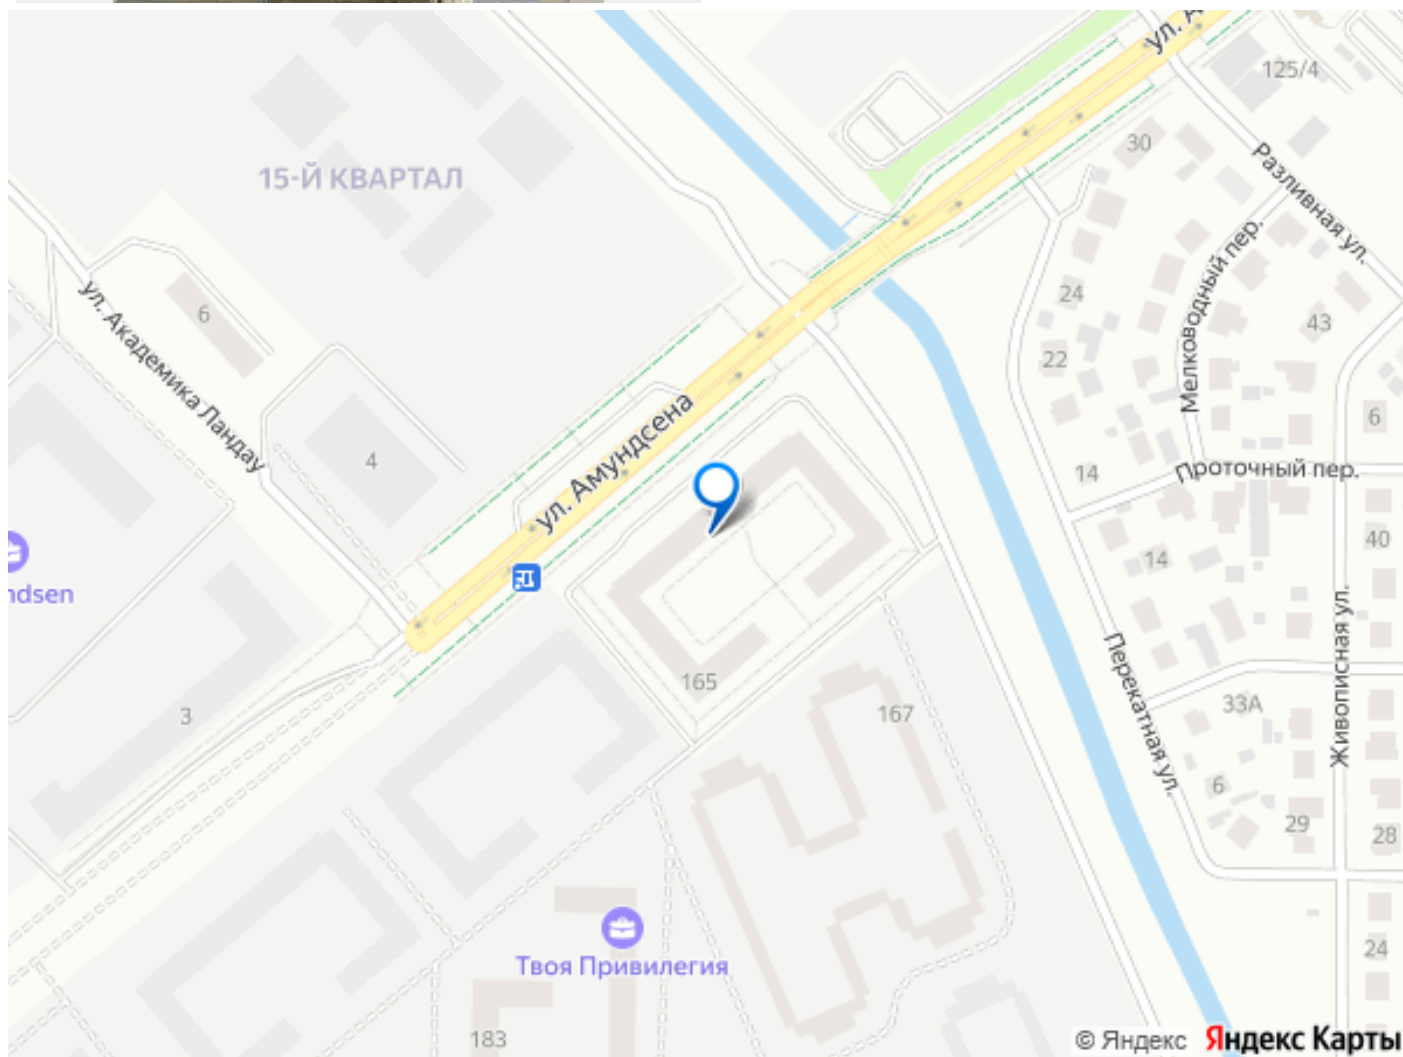 ул. А
125/4
30
Разливная ул.
15-Й КВАРТАЛ
Мелководный пер.
24
6
43
ул. Академика Ландау
22
ул. Амундсена
6
4
14
Проточный пер.
40
ndsen
14
Живописная ул.
165
Перекатная ул.
167
33А
3
6
29
28
Твоя Привилегия
24
183
© Яндекс Яндекс Карты